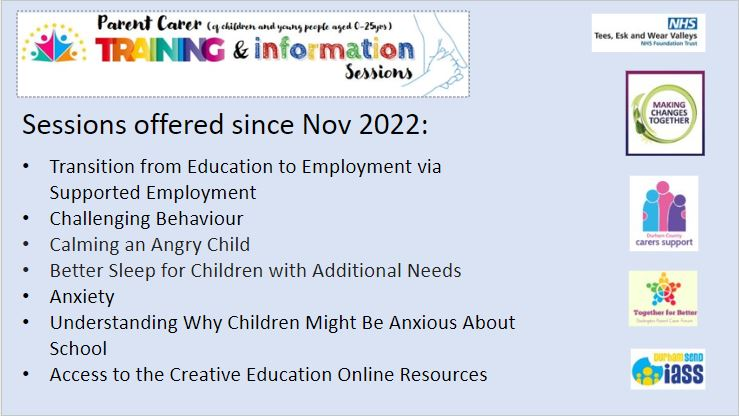 Parent Carer (of children and young people aged 0-25yrs)
TRAINING & information
Sessions
NHS
Tees, Esk and Wear Valleys
NHS Foundation Trust
MAKING
CHANGES
TOGETHER
Sessions offered since Nov 2022:
• Transition from Education to Employment via
Supported Employment
• Challenging Behaviour
• Calming an Angry Child
• Better Sleep for Children with Additional Needs
• Anxiety
• Understanding Why Children Might Be Anxious About
School
• Access to the Creative Education Online Resources
Durham County
carers support
Together for Better
Darlington Parent Carer Forum
Durham SEND
iass